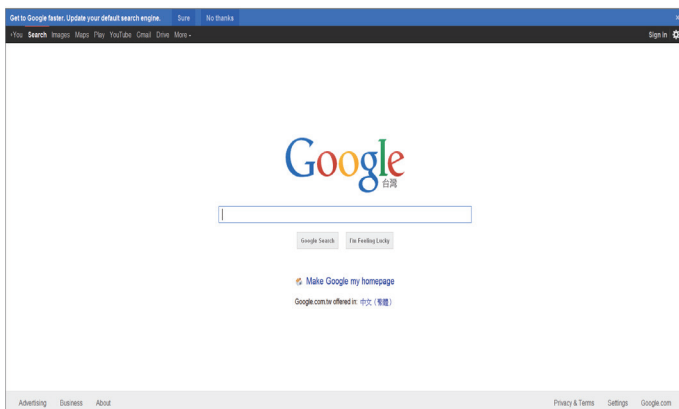 Get to Google faster. Update your default search engine. Sure No thanks ×
+You Search Images Maps Play YouTube Gmail Drive More Sign in
Google
台灣
Google Search I'm Feeling Lucky
Make Google my homepage
Google.com.tw offered in: 中文（繁體）
Advertising Business About Privacy & Terms Settings Google.com